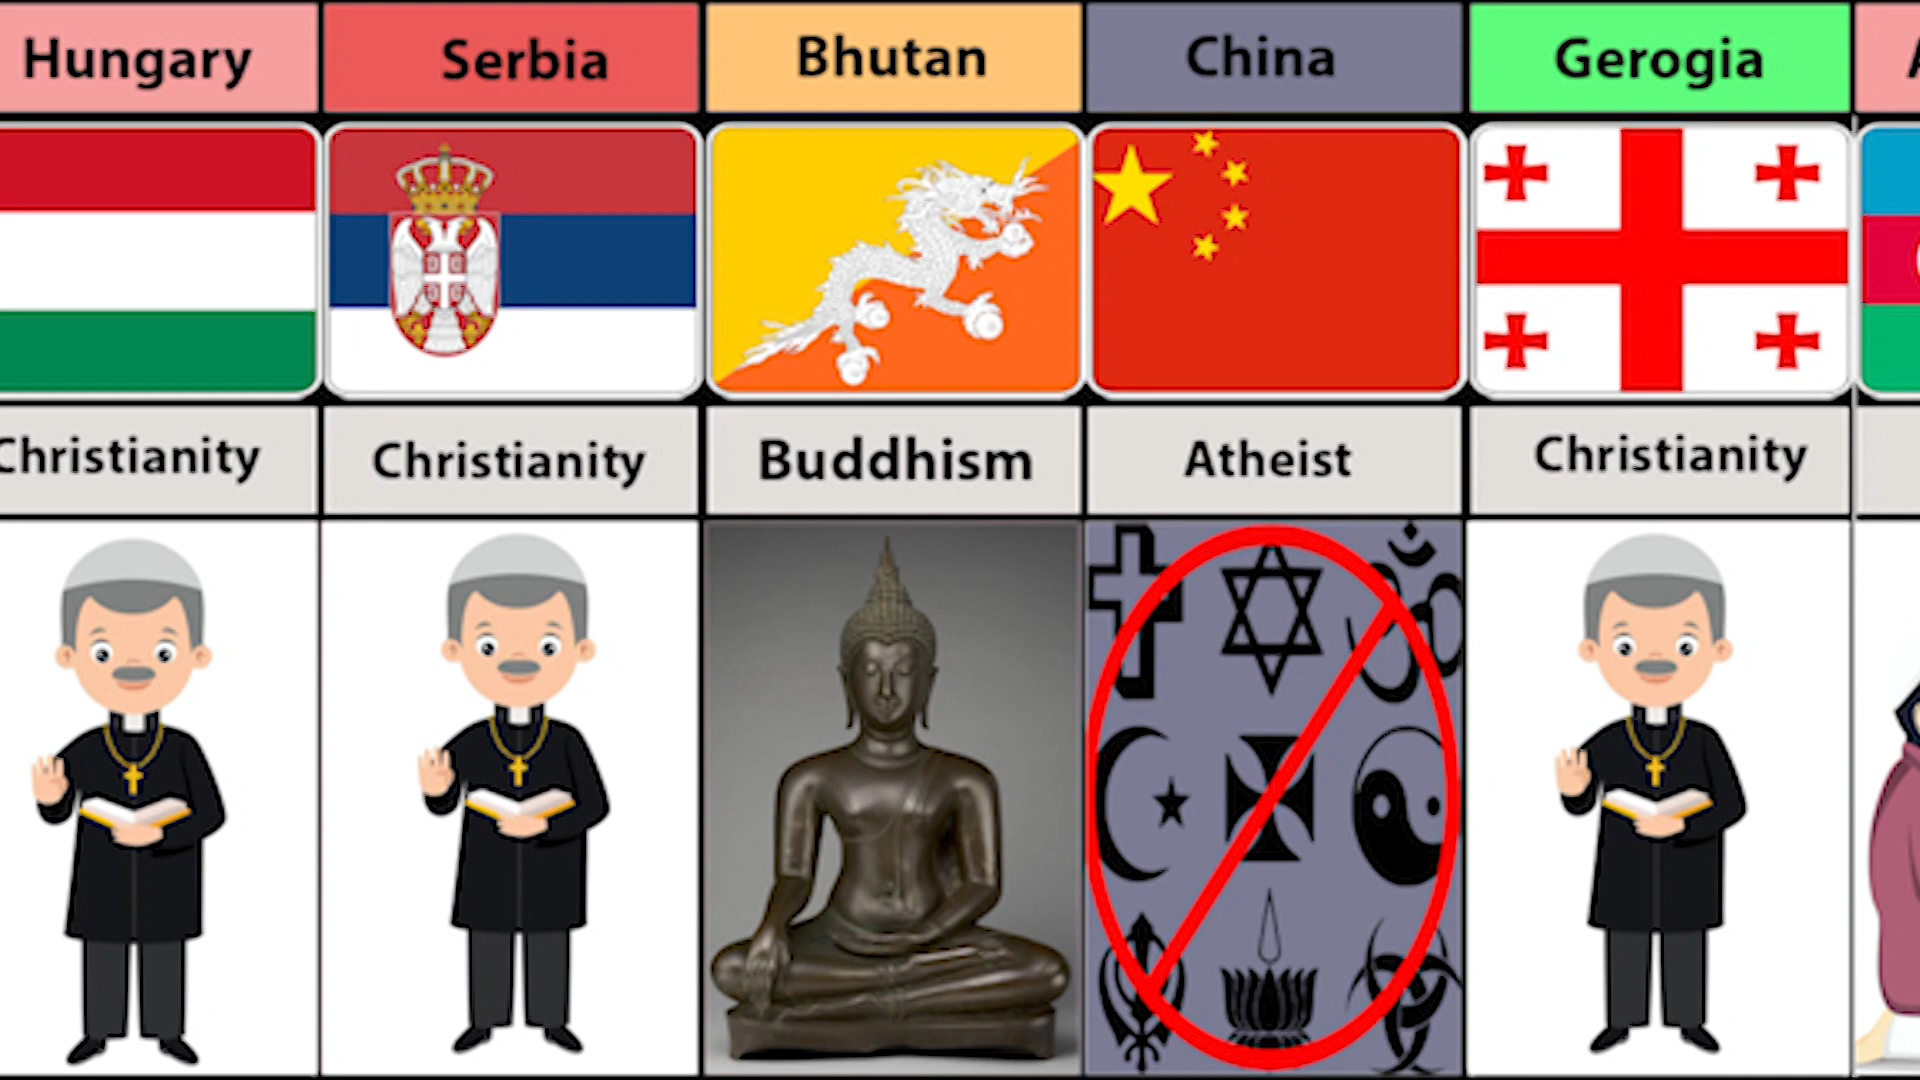 Hungary
Serbia
Bhutan
China
Gerogia
Christianity
Christianity
Buddhism
Atheist
Christianity